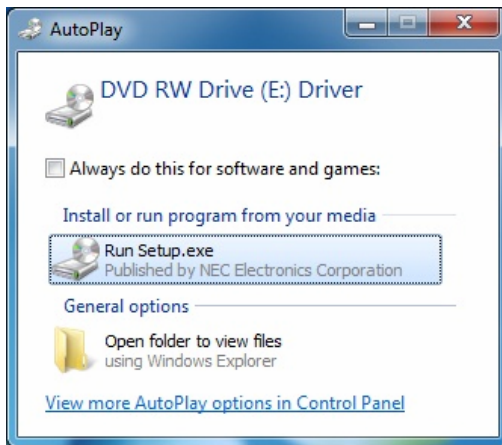 AutoPlay
DVD RW Drive (E:) Driver
Always do this for software and games:
Install or run program from your media
Run Setup.exe
Published by NEC Electronics Corporation
General options
Open folder to view files
using Windows Explorer
View more AutoPlay options in Control Panel